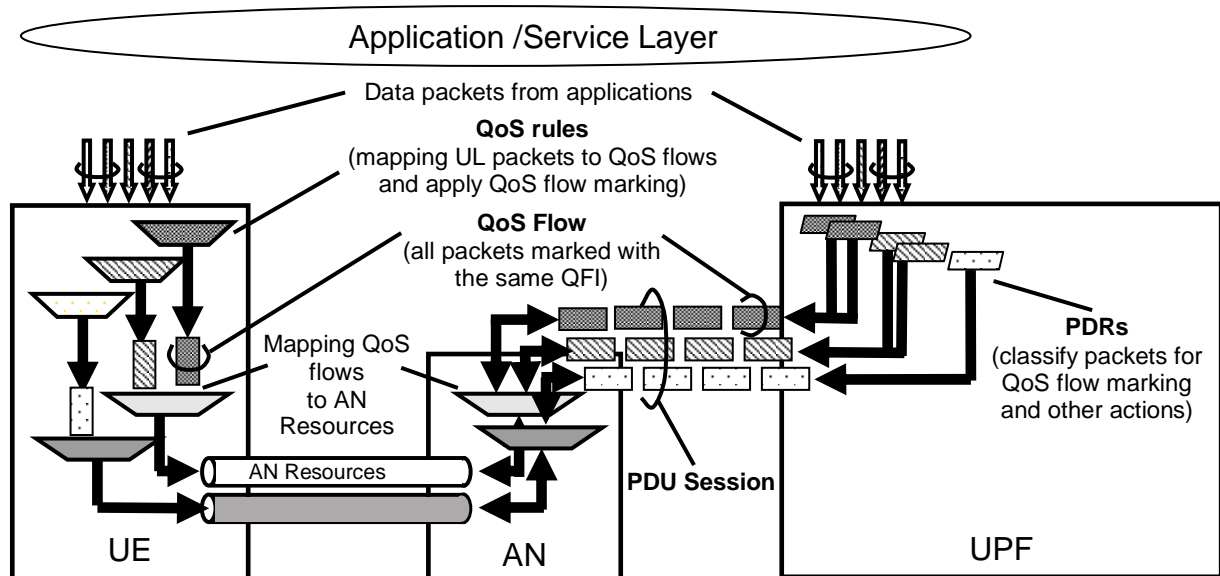 Application /Service Layer
Data packets from applications
QoS rules
(mapping UL packets to QoS flows
and apply QoS flow marking)
QoS Flow
(all packets marked with
the same QFI)
Mapping QoS
flows
to AN
Resources
PDRs
(classify packets for
QoS flow marking
and other actions)
AN Resources
PDU Session
UE
AN
UPF